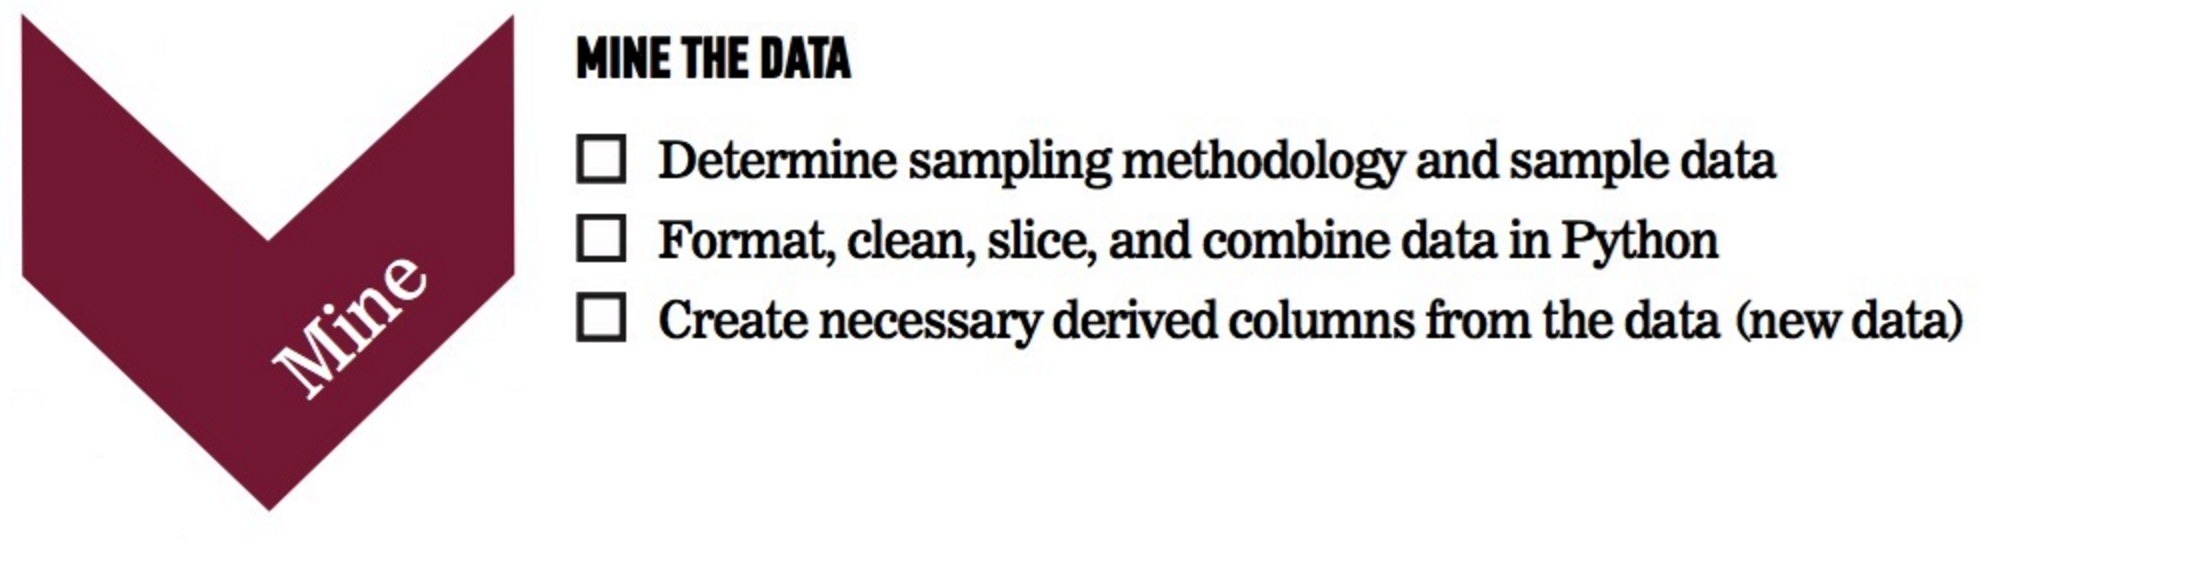 MINE THE DATA
Determine sampling methodology and sample data
Format, clean, slice, and combine data in Python
Create necessary derived columns from the data (new data)
Mine